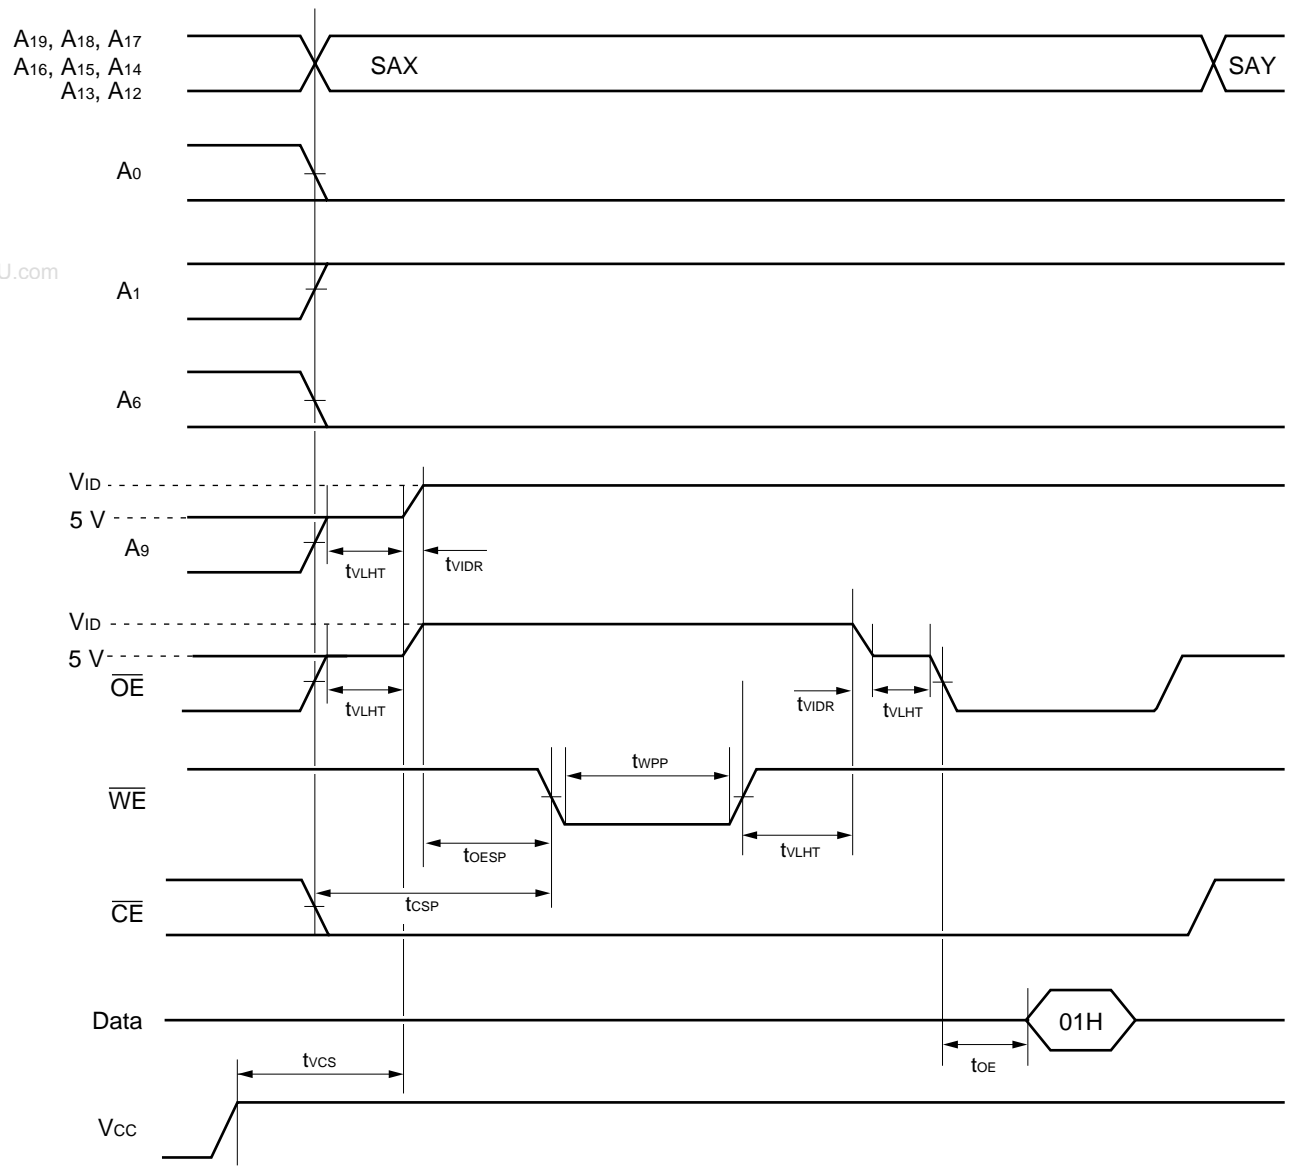 A19, A18, A17
A16, A15, A14
A13, A12
SAX
SAY
A0
U.com
A1
A6
VID
5 V
A9
tVLHT
tVIDR
VID
5 V
OE
tVLHT
tVIDR
tVLHT
tWPP
WE
tOESP
tVLHT
tCSP
CE
Data
01H
tOE
tVCS
VCC